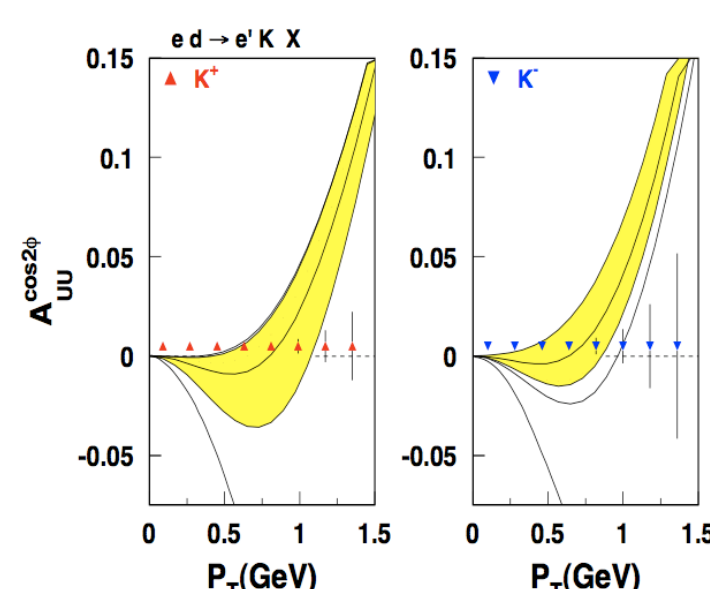 e d → e' K X
K⁺
K⁻
0.15
0.1
0.05
0
-0.05
0.15
0.1
0.05
0
-0.05
A_UU^cos2ϕ
0 0.5 1 1.5
0 0.5 1 1.5
P_T(GeV)
P_T(GeV)